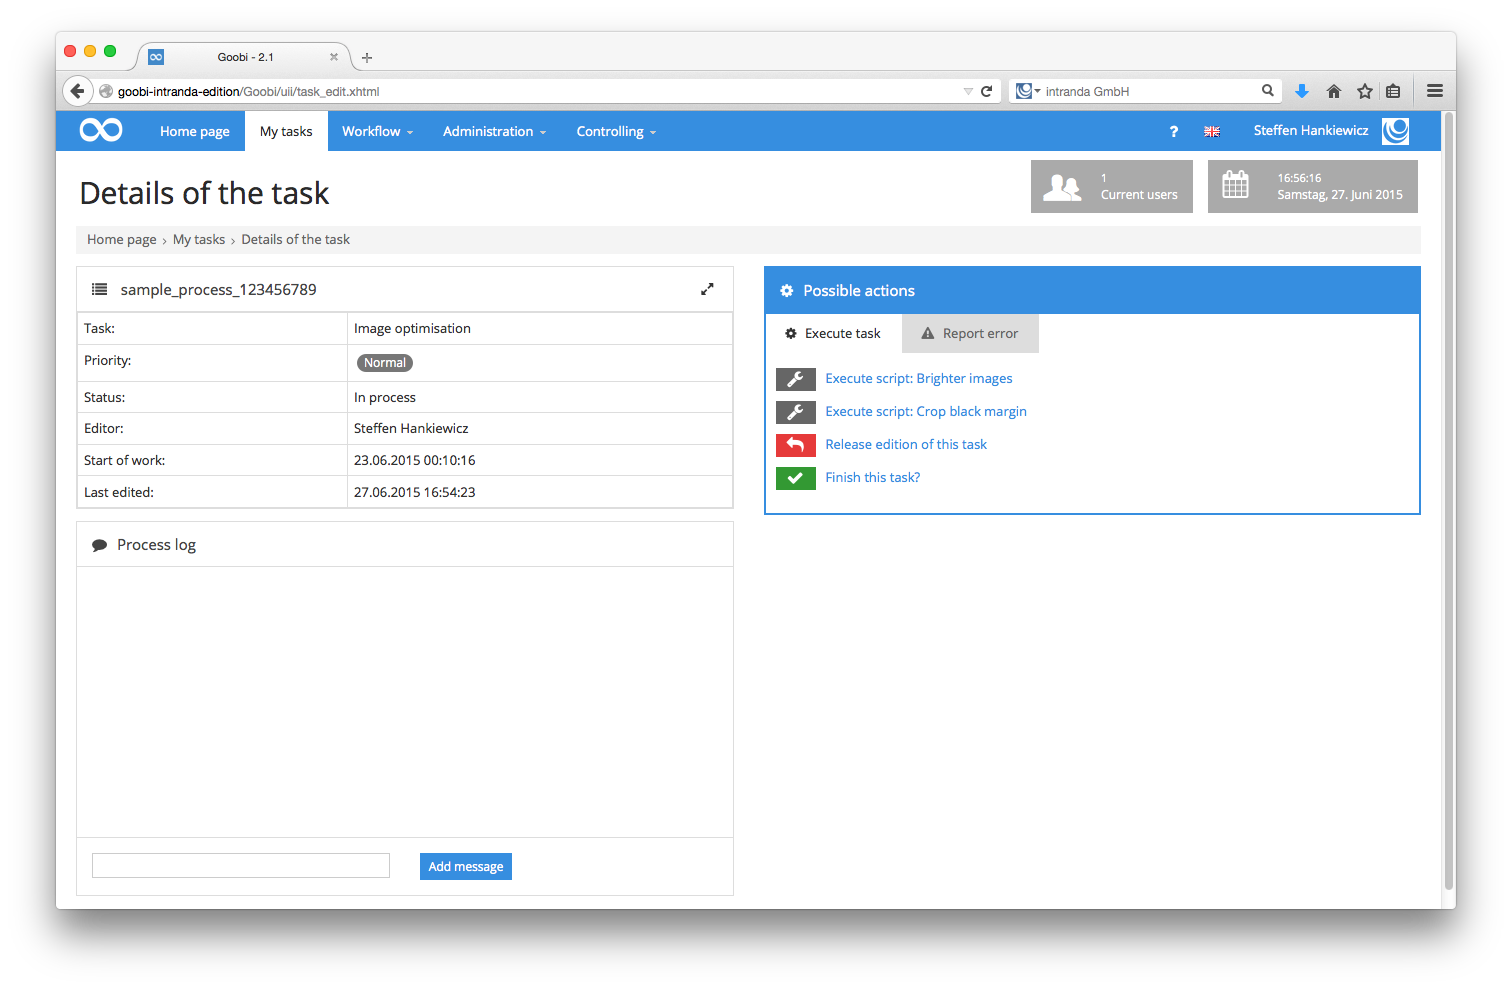 Goobi - 2.1
goobi-intranda-edition/Goobi/uii/task_edit.xhtml
intranda GmbH
Home page
My tasks
Workflow
Administration
Controlling
?
Steffen Hankiewicz
Details of the task
1
Current users
16:56:16
Samstag, 27. Juni 2015
Home page › My tasks › Details of the task
sample_process_123456789
Task: Image optimisation
Priority: Normal
Status: In process
Editor: Steffen Hankiewicz
Start of work: 23.06.2015 00:10:16
Last edited: 27.06.2015 16:54:23
Process log
Add message
Possible actions
Execute task
Report error
Execute script: Brighter images
Execute script: Crop black margin
Release edition of this task
Finish this task?